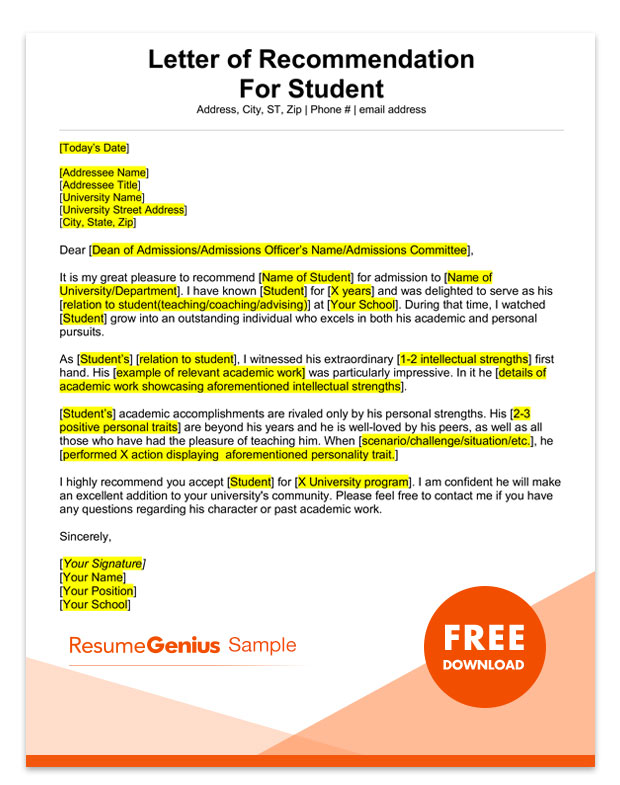 Letter of Recommendation
For Student
Address, City, ST, Zip | Phone # | email address
[Today's Date]
[Addressee Name]
[Addressee Title]
[University Name]
[University Street Address]
[City, State, Zip]
Dear [Dean of Admissions/Admissions Officer's Name/Admissions Committee],
It is my great pleasure to recommend [Name of Student] for admission to [Name of
University/Department]. I have known [Student] for [X years] and was delighted to serve as his
[relation to student(teaching/coaching/advising)] at [Your School]. During that time, I watched
[Student] grow into an outstanding individual who excels in both his academic and personal
pursuits.
As [Student's] [relation to student], I witnessed his extraordinary [1-2 intellectual strengths] first
hand. His [example of relevant academic work] was particularly impressive. In it he [details of
academic work showcasing aforementioned intellectual strengths].
[Student's] academic accomplishments are rivaled only by his personal strengths. His [2-3
positive personal traits] are beyond his years and he is well-loved by his peers, as well as all
those who have had the pleasure of teaching him. When [scenario/challenge/situation/etc.], he
[performed X action displaying aforementioned personality trait.]
I highly recommend you accept [Student] for [X University program]. I am confident he will make
an excellent addition to your university's community. Please feel free to contact me if you have
any questions regarding his character or past academic work.
Sincerely,
[Your Signature]
[Your Name]
[Your Position]
[Your School]
ResumeGenius Sample
FREE
DOWNLOAD